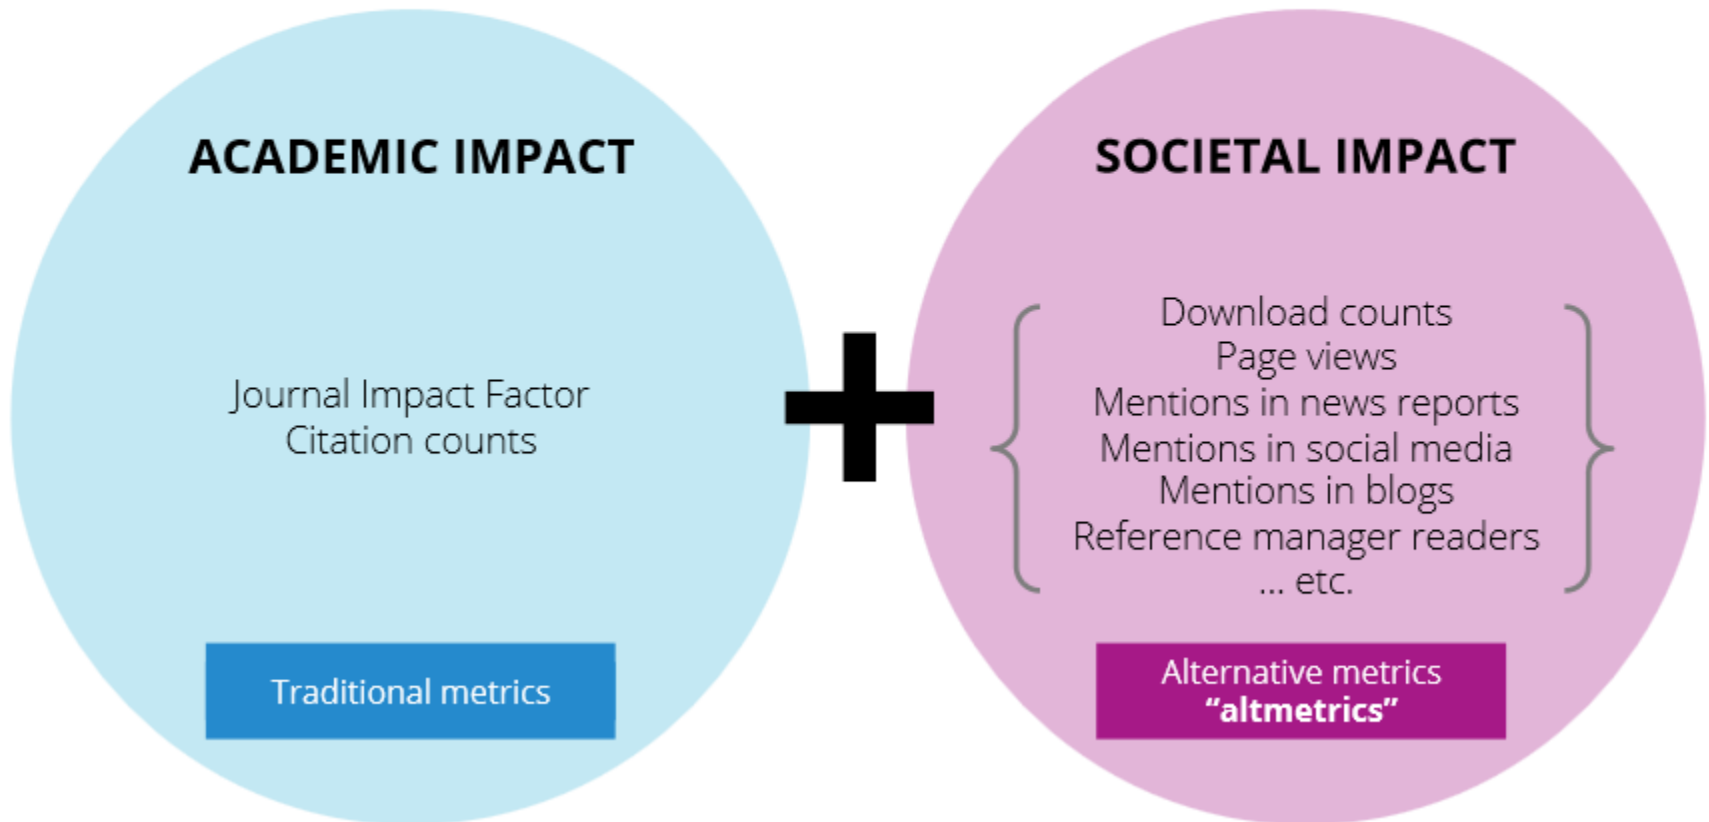 ACADEMIC IMPACT
Journal Impact Factor
Citation counts
Traditional metrics
SOCIETAL IMPACT
Download counts
Page views
Mentions in news reports
Mentions in social media
Mentions in blogs
Reference manager readers
... etc.
Alternative metrics
“altmetrics”